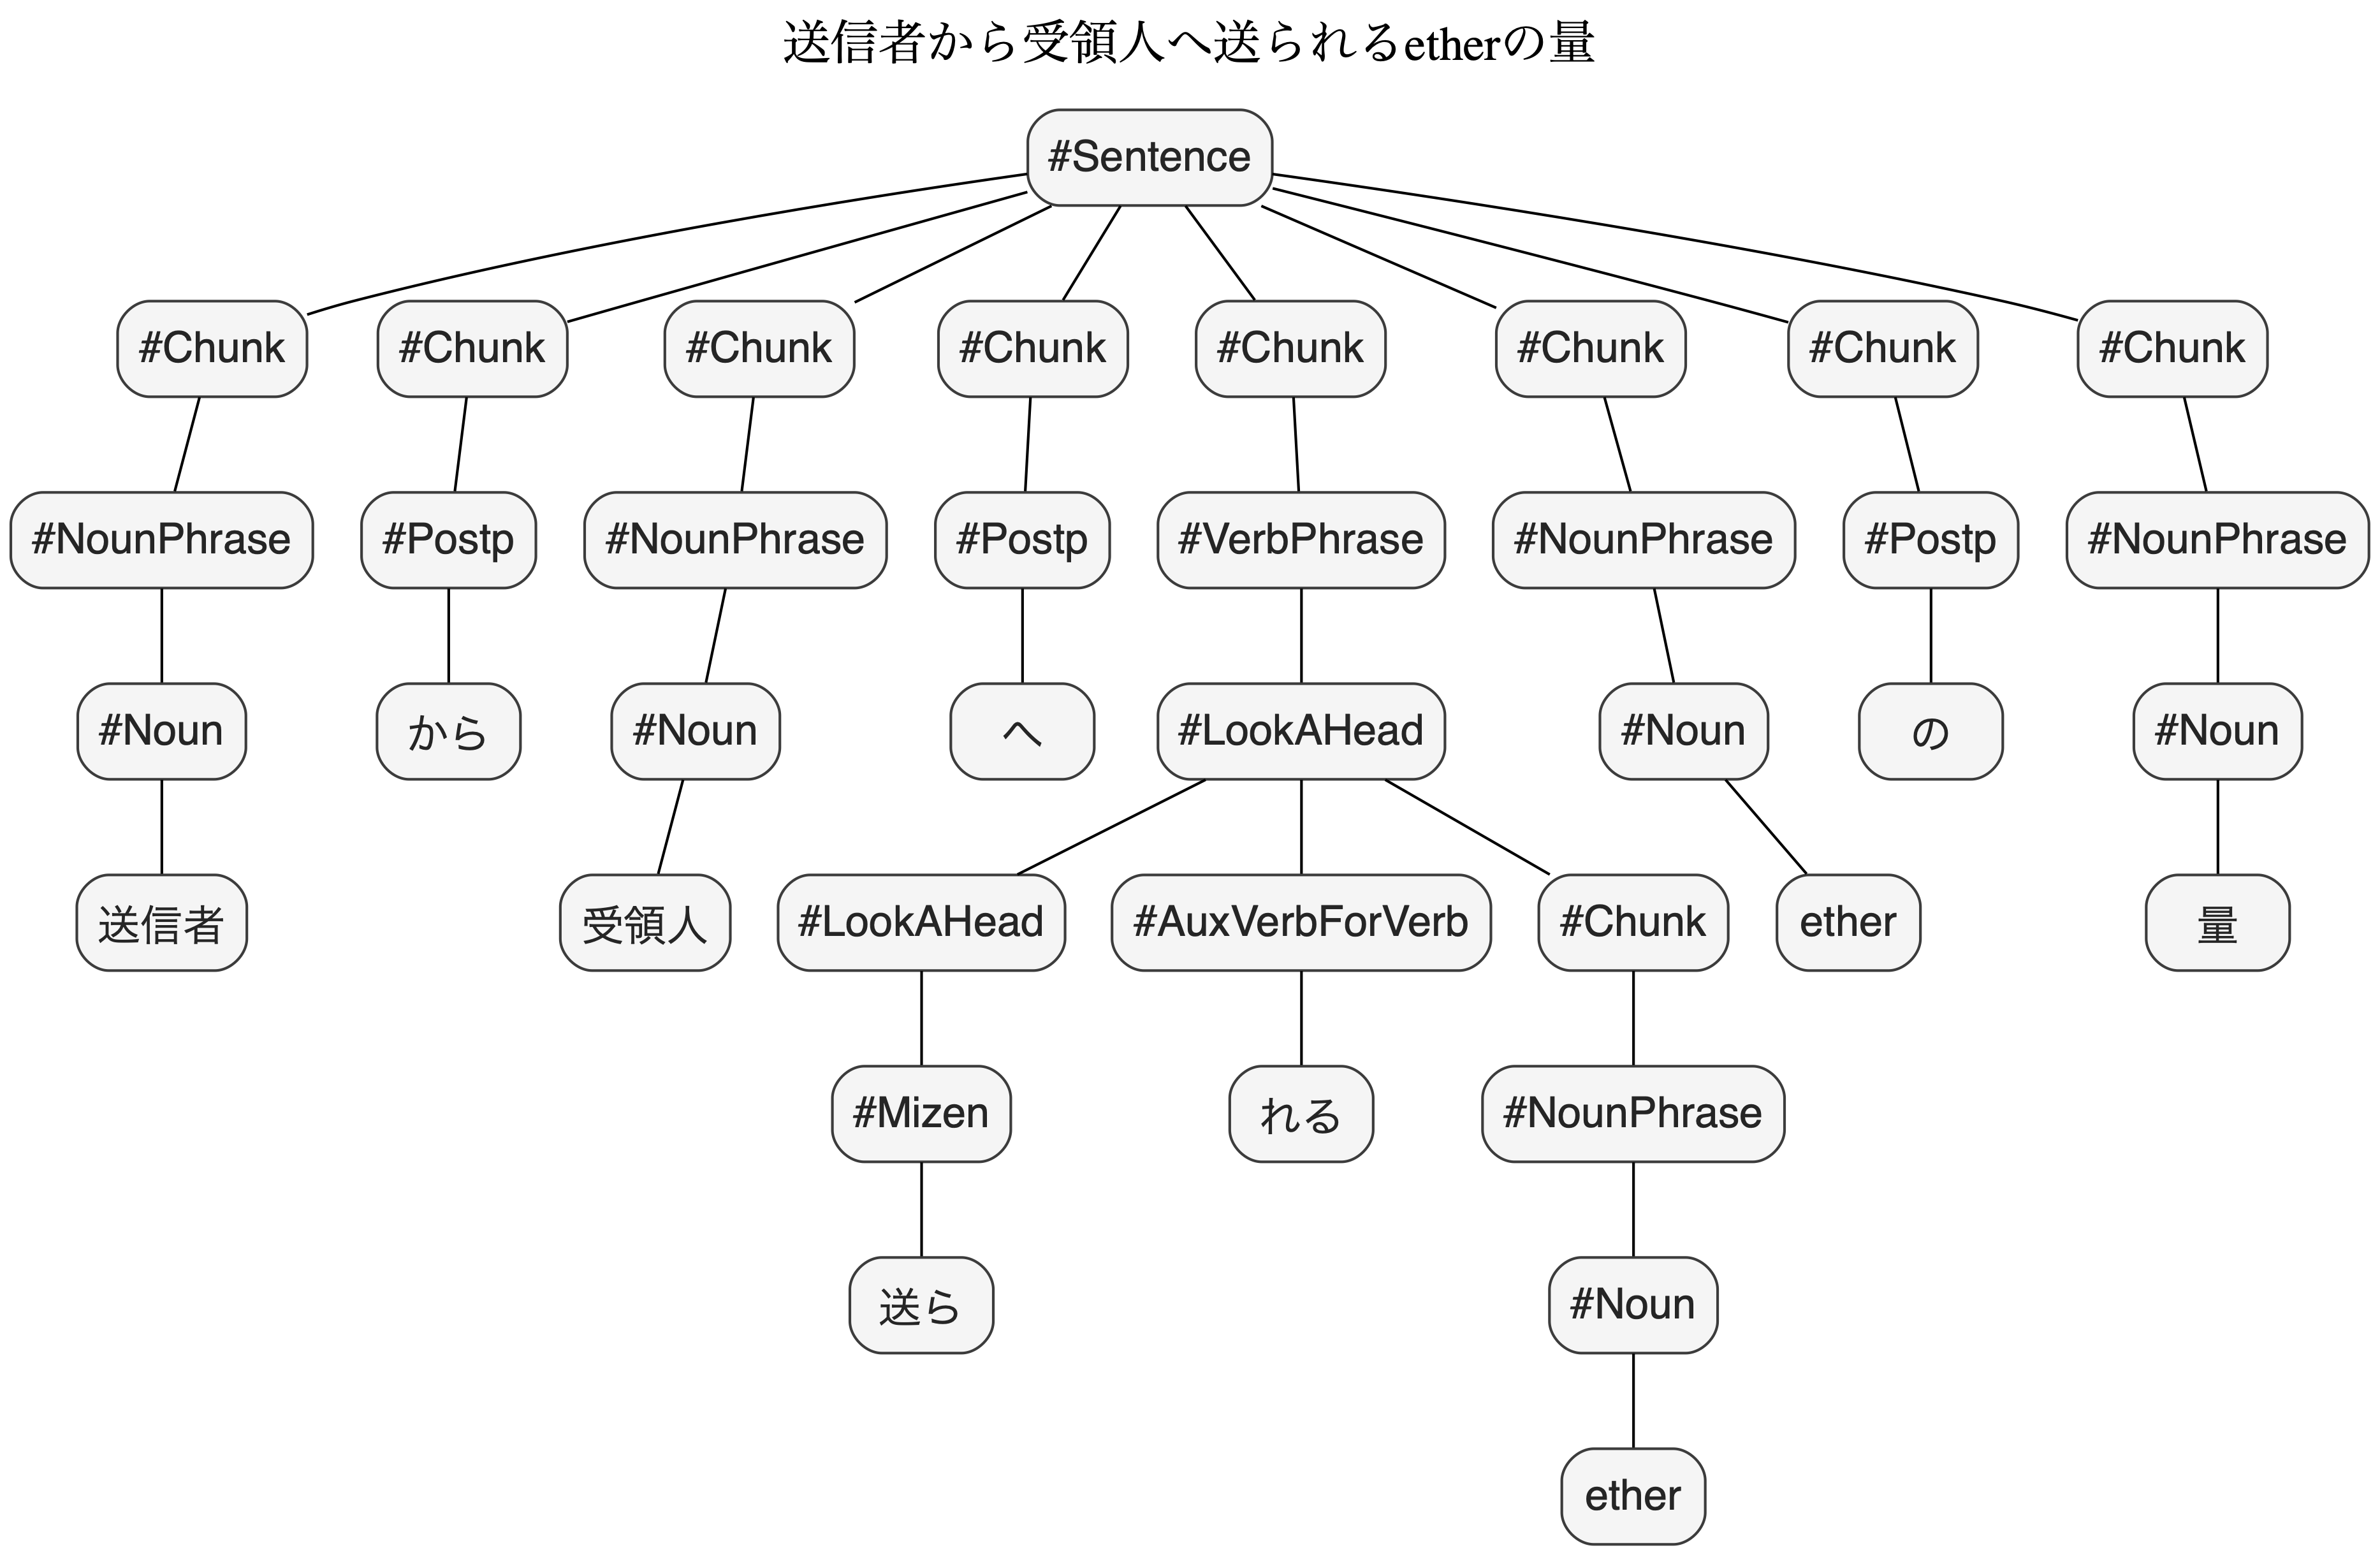 送信者から受領人へ送られるetherの量
#Sentence
#Chunk #Chunk #Chunk #Chunk #Chunk #Chunk #Chunk #Chunk
#NounPhrase #Postp #NounPhrase #Postp #VerbPhrase #NounPhrase #Postp #NounPhrase
#Noun から #Noun へ #LookAHead #Noun の #Noun
送信者 受領人 #LookAHead #AuxVerbForVerb #Chunk ether 量
#Mizen れる #NounPhrase
送ら #Noun
ether